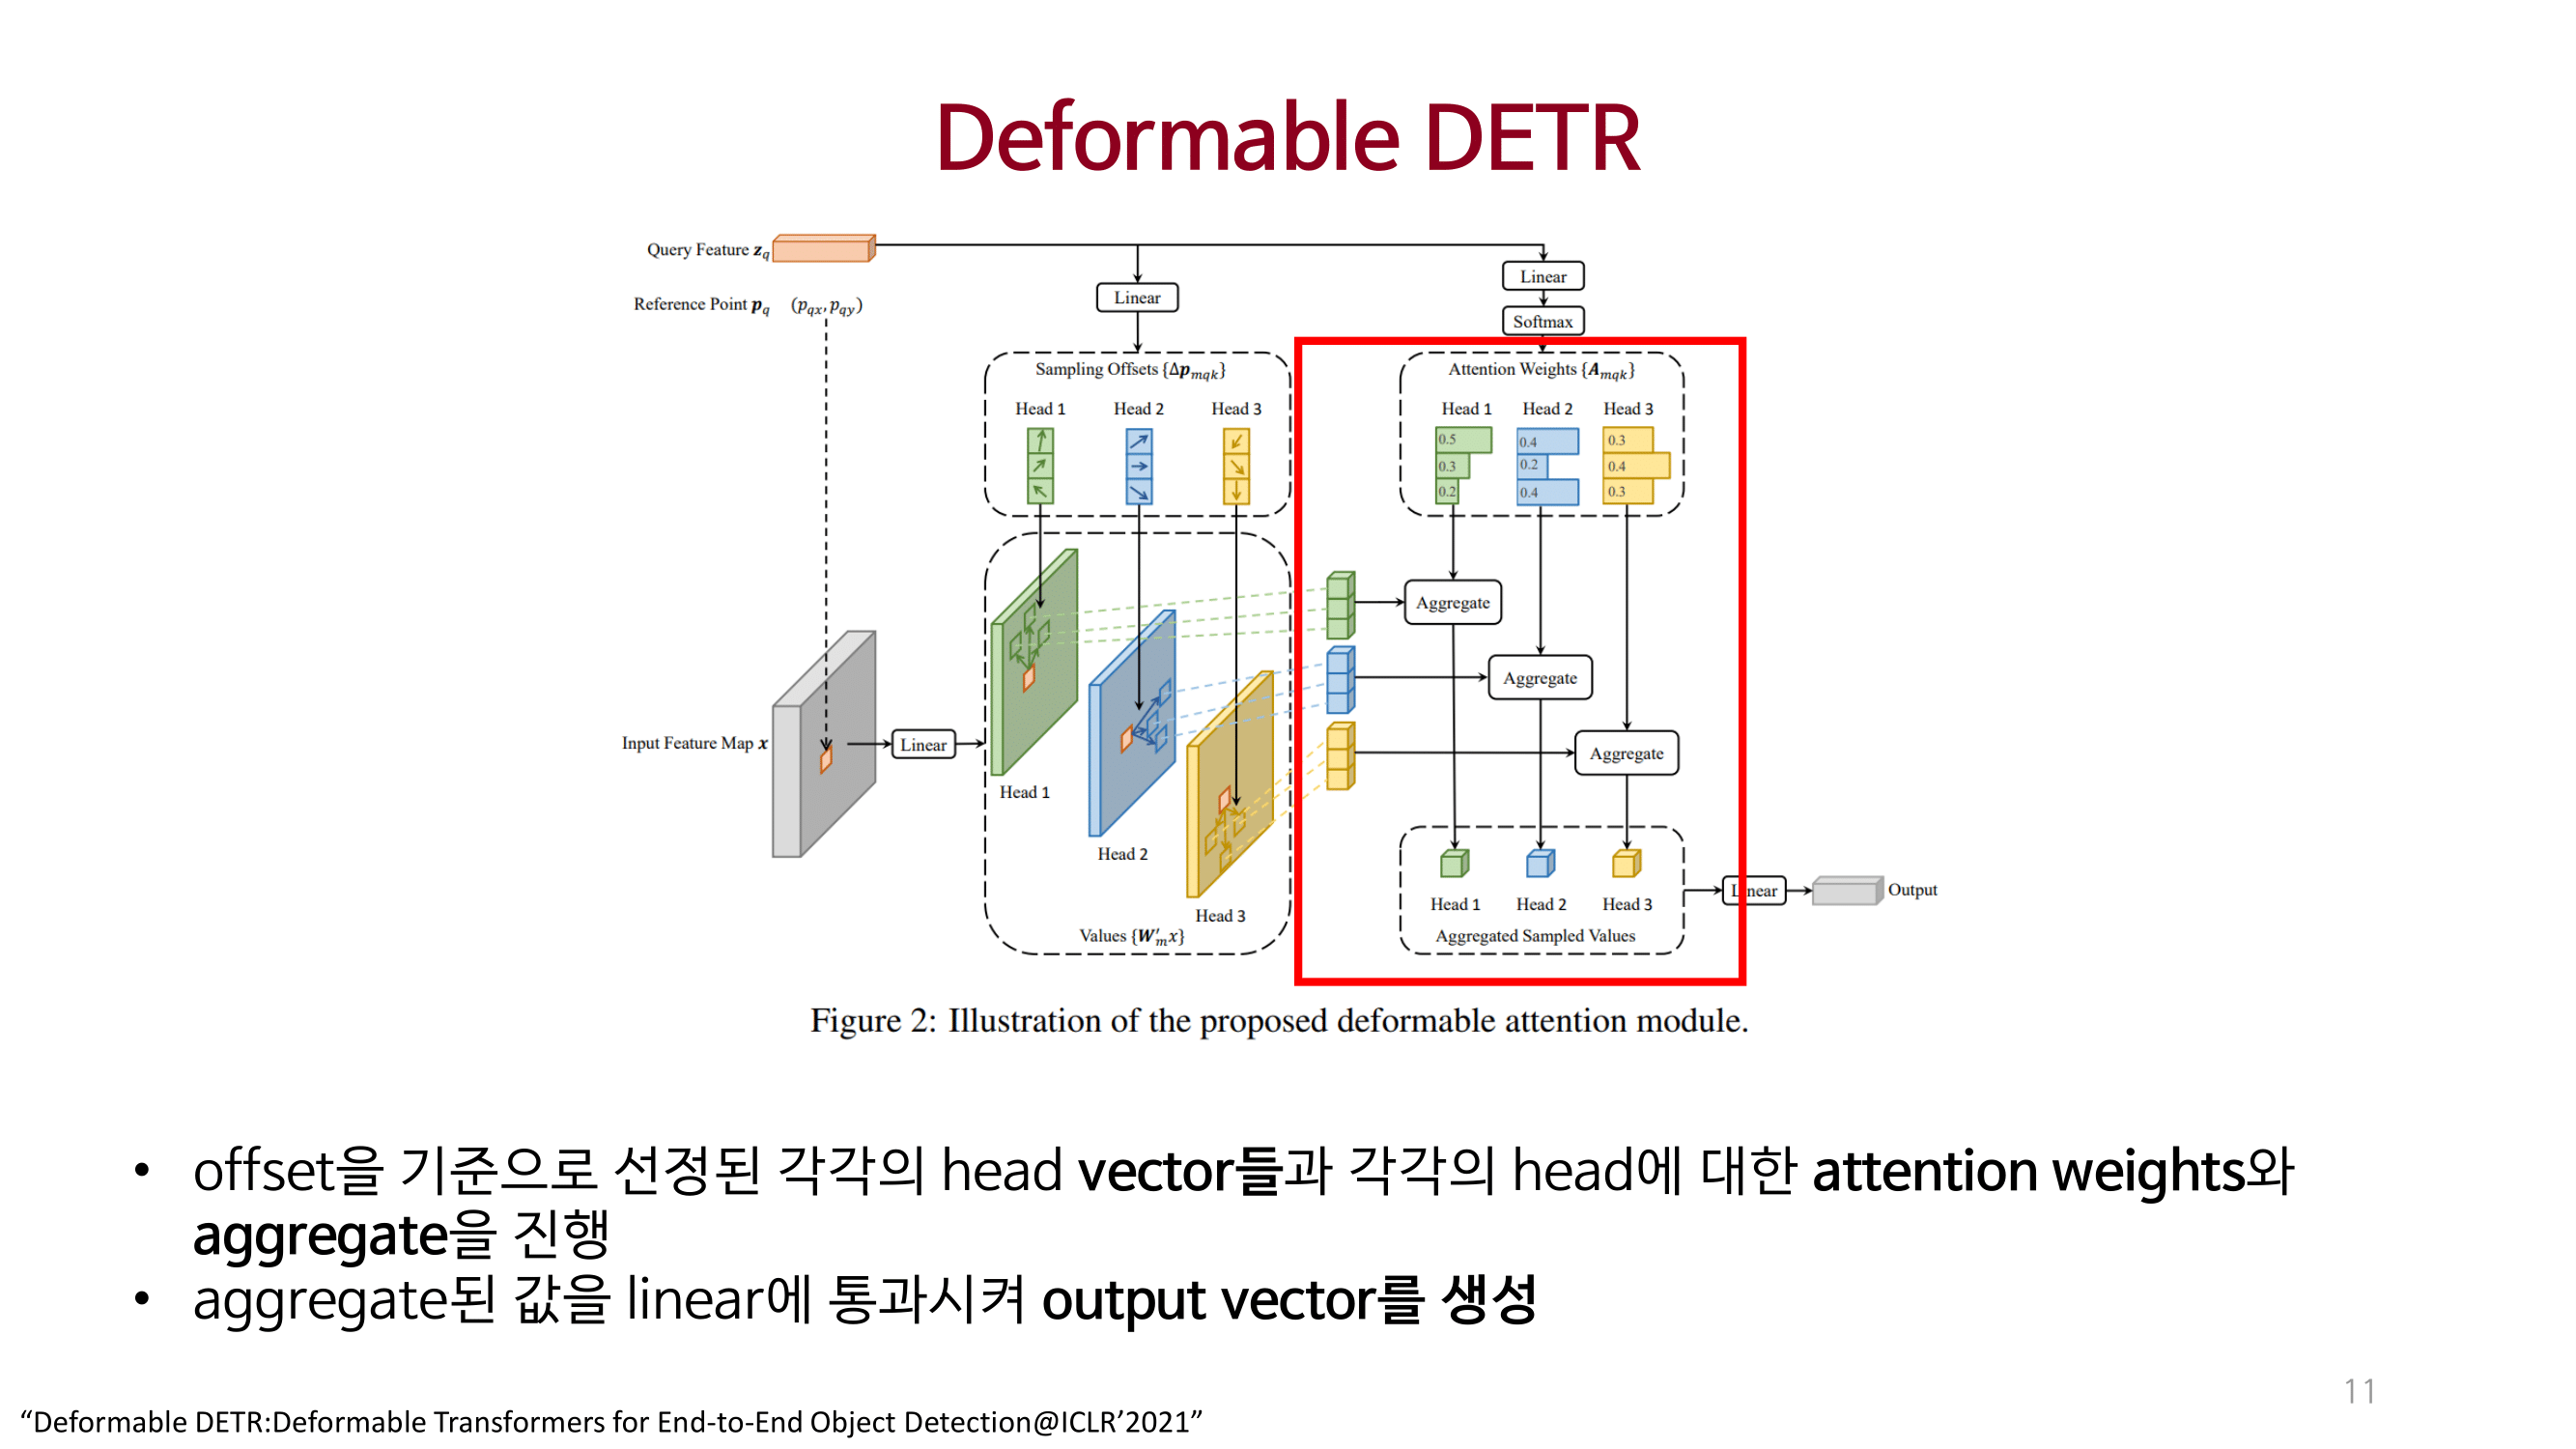 Deformable DETR
Query Feature z_q
Reference Point p_q (p_qx, p_qy)
Linear
Linear
Softmax
Sampling Offsets {Δp_mqk}
Head 1 Head 2 Head 3
Attention Weights {A_mqk}
Head 1 Head 2 Head 3
0.5 0.4 0.3
0.3 0.2 0.4
0.2 0.4 0.3
Aggregate
Aggregate
Aggregate
Input Feature Map x
Linear
Head 1
Head 2
Head 3
Values {W'_m x}
Head 1 Head 2 Head 3
Aggregated Sampled Values
Linear
Output
Figure 2: Illustration of the proposed deformable attention module.
• offset을 기준으로 선정된 각각의 head vector들과 각각의 head에 대한 attention weights와
aggregate을 진행
• aggregate된 값을 linear에 통과시켜 output vector를 생성
11
“Deformable DETR:Deformable Transformers for End-to-End Object Detection@ICLR’2021”